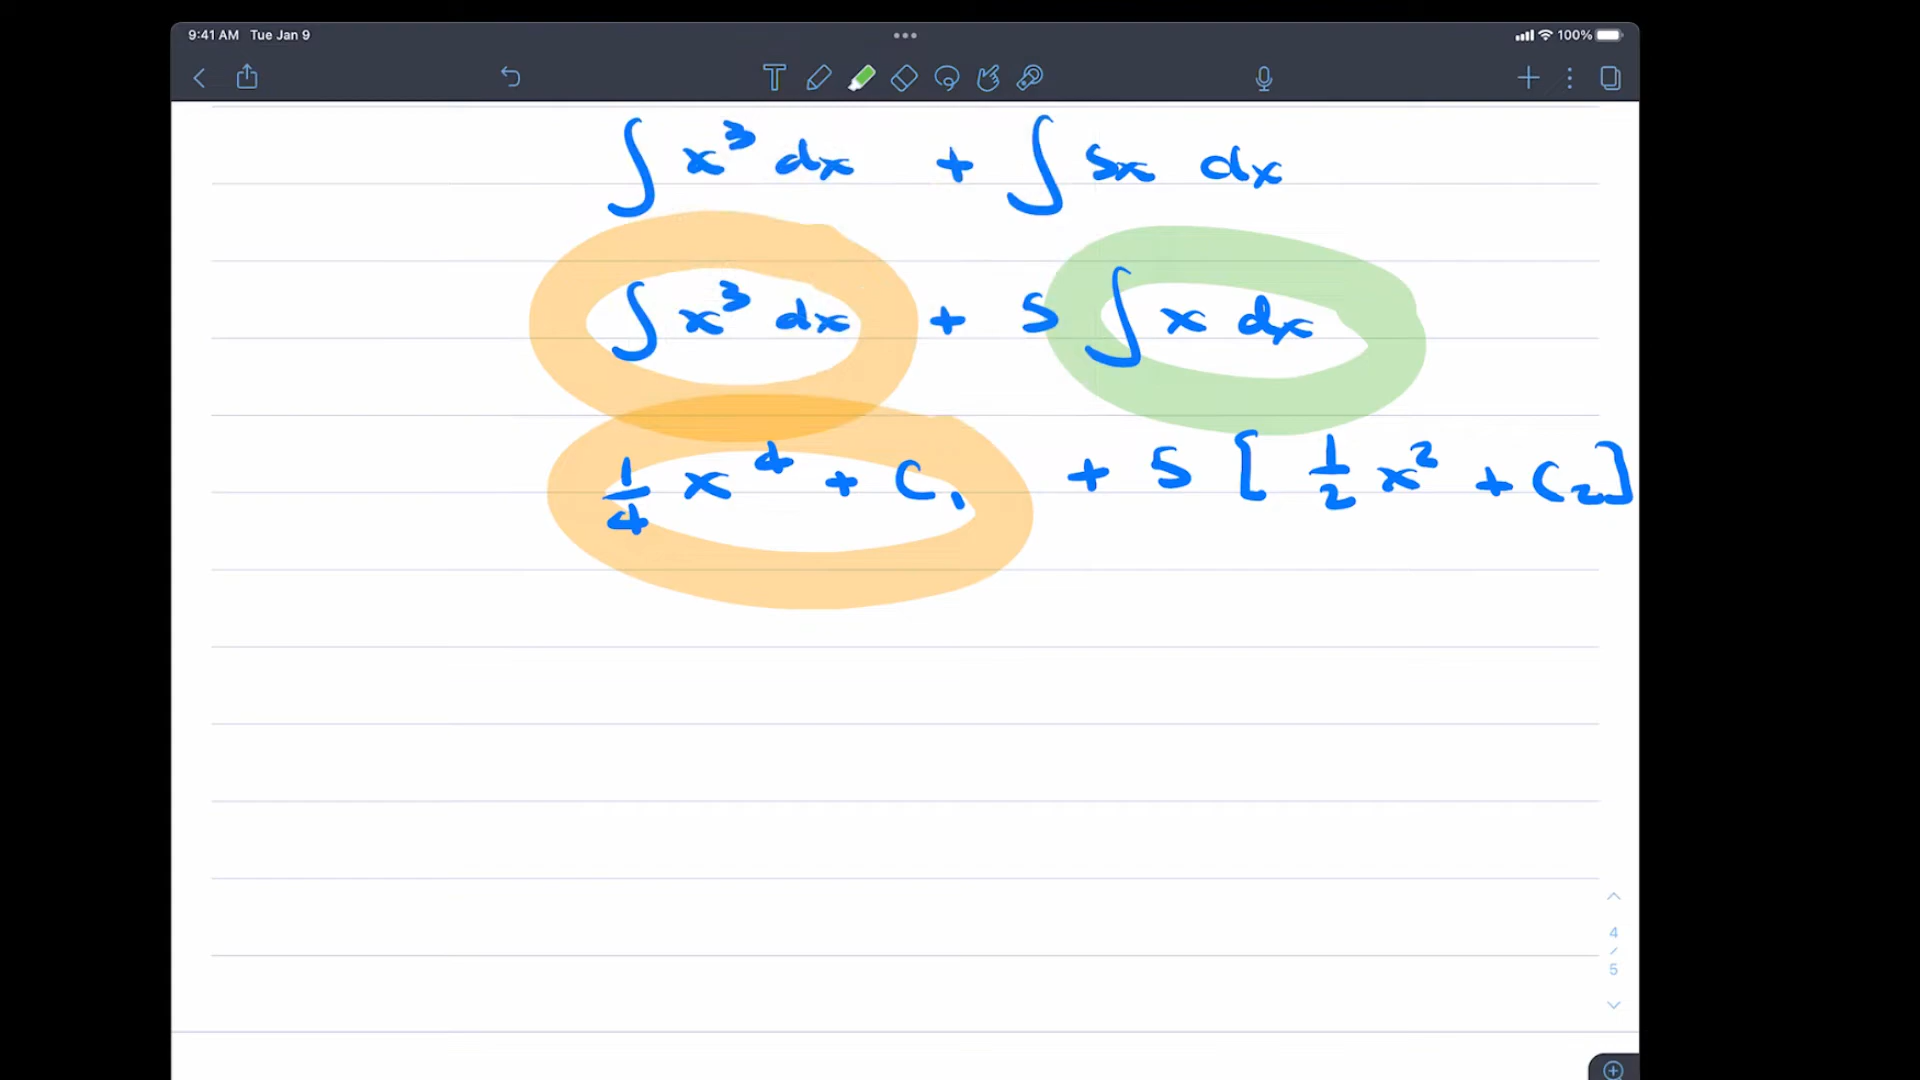 9:41 AM Tue Jan 9 100%
∫ x³ dx + ∫ 5x dx
∫ x³ dx + 5 ∫ x dx
1/4 x⁴ + C₁ + 5 [ 1/2 x² + C₂ ]
4
/
5